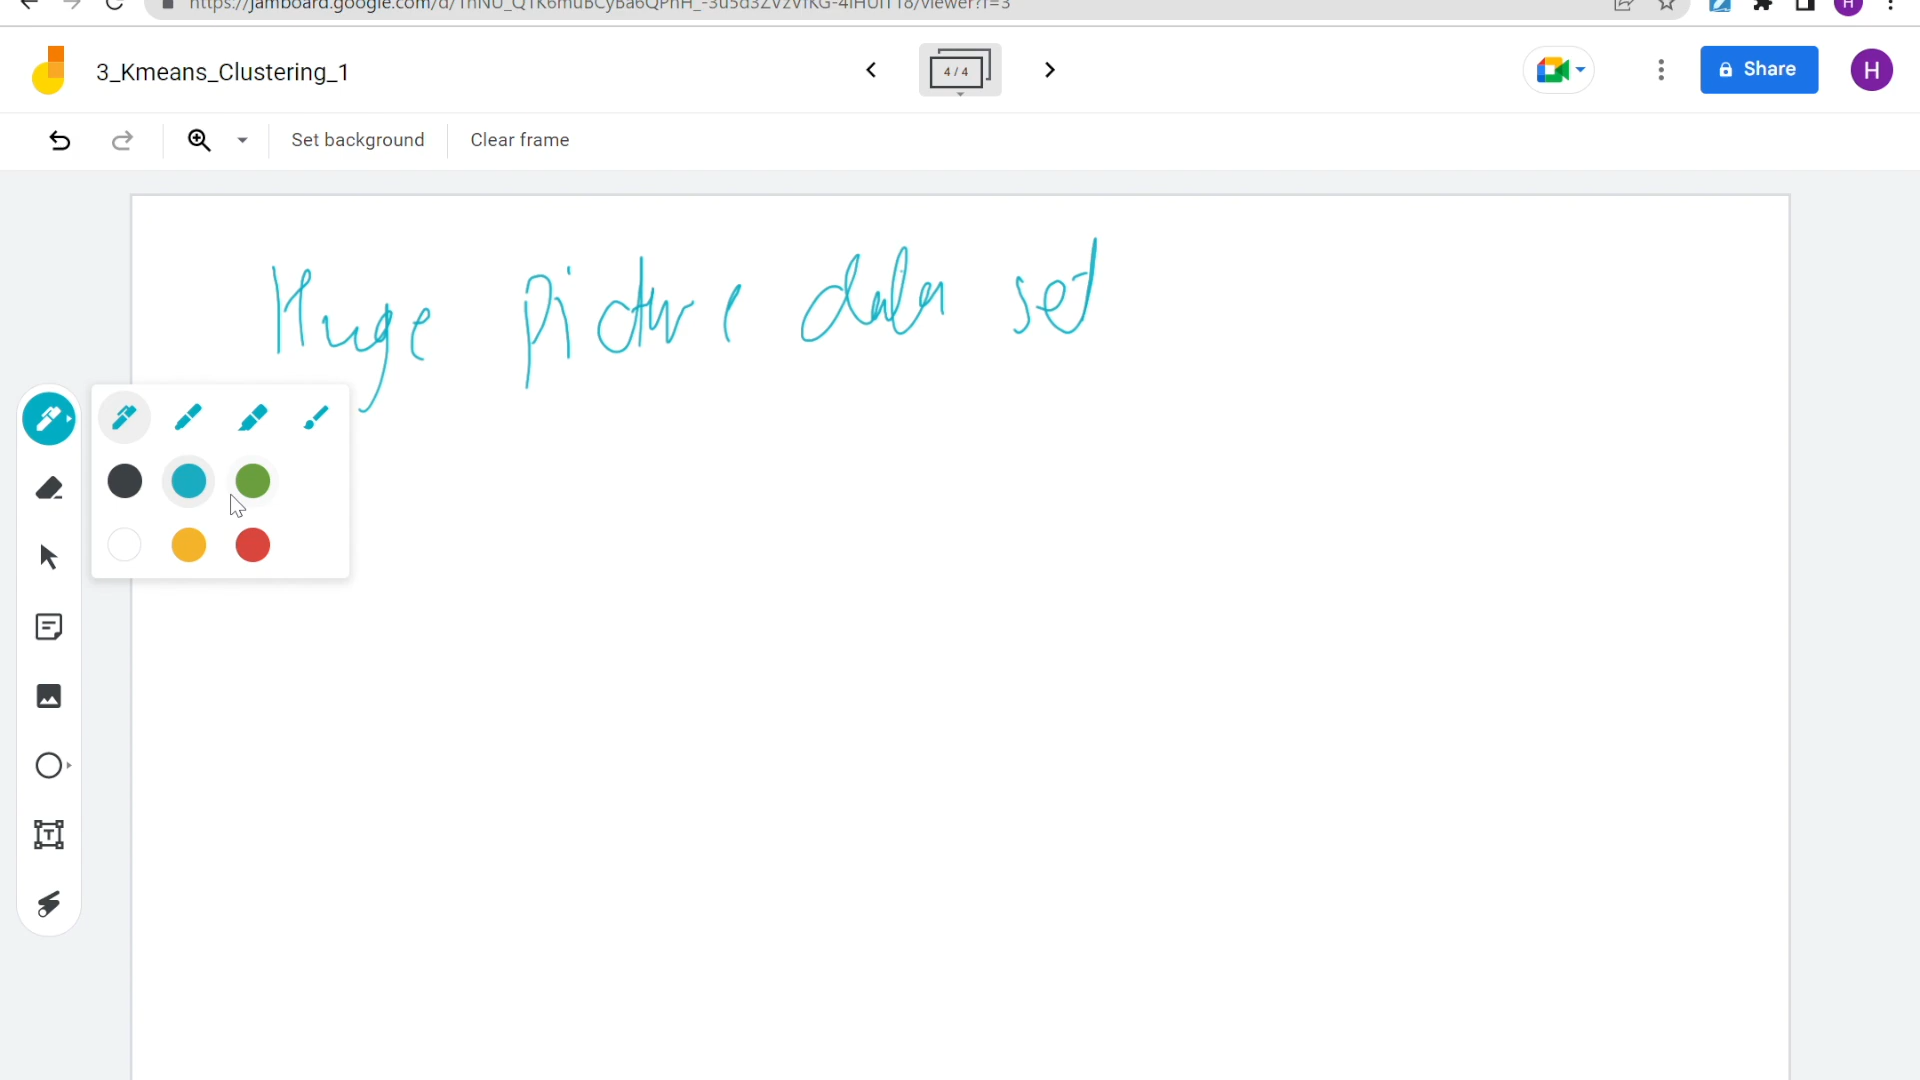 3_Kmeans_Clustering_1
4 / 4
Share
H
Set background
Clear frame
Huge picture data set